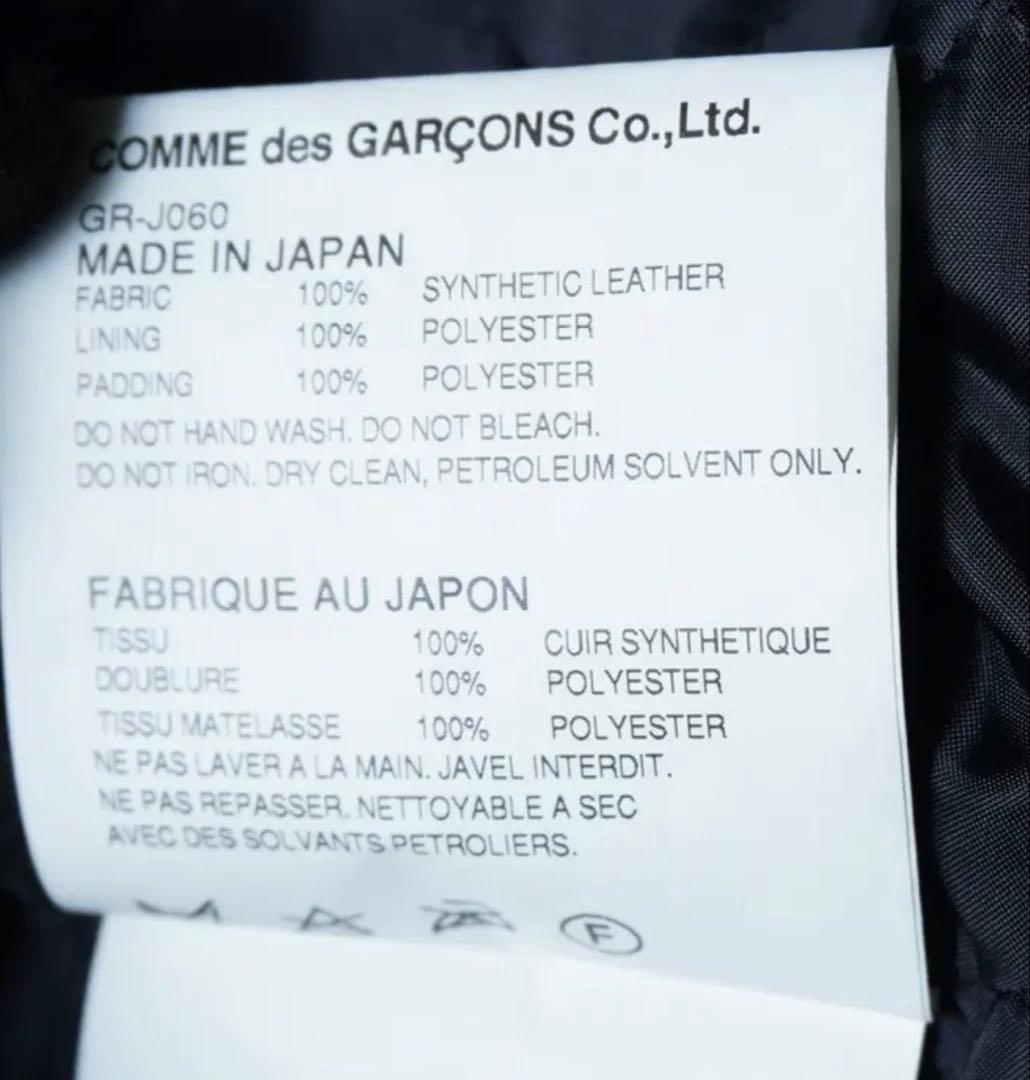 COMME des GARÇONS Co.,Ltd.
GR-J060
MADE IN JAPAN
FABRIC 100% SYNTHETIC LEATHER
LINING 100% POLYESTER
PADDING 100% POLYESTER
DO NOT HAND WASH. DO NOT BLEACH.
DO NOT IRON. DRY CLEAN, PETROLEUM SOLVENT ONLY.
FABRIQUE AU JAPON
TISSU 100% CUIR SYNTHETIQUE
DOUBLURE 100% POLYESTER
TISSU MATELASSE 100% POLYESTER
NE PAS LAVER A LA MAIN. JAVEL INTERDIT.
NE PAS REPASSER. NETTOYABLE A SEC
AVEC DES SOLVANTS PETROLIERS.
F